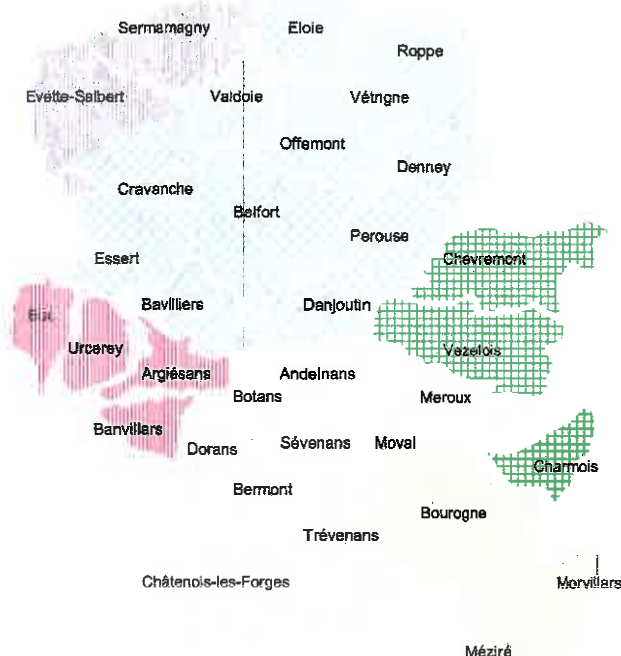 Sermamagny
Eloie
Roppe
Evette-Salbert
Valdoie
Vétrigne
Offemont
Denney
Cravanche
Belfort
Perouse
Essert
Chevremont
Bavilliers
Danjoutin
Buc
Urcerey
Vezelois
Argiésans
Andelnans
Botans
Meroux
Banvillars
Dorans
Sévenans
Moval
Charmois
Bermont
Bourogne
Trévenans
Châtenois-les-Forges
Morvillars
Méziré